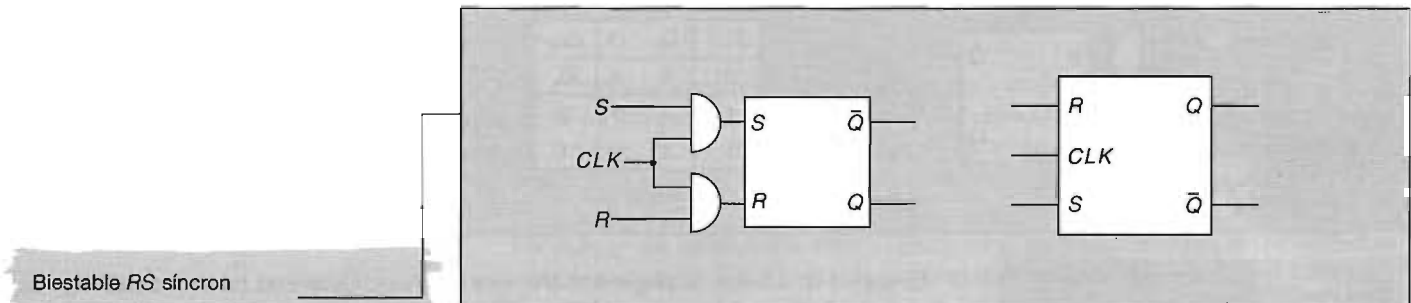 S
CLK
R
S Q̄
R Q
R Q
CLK
S Q̄
Biestable RS síncron